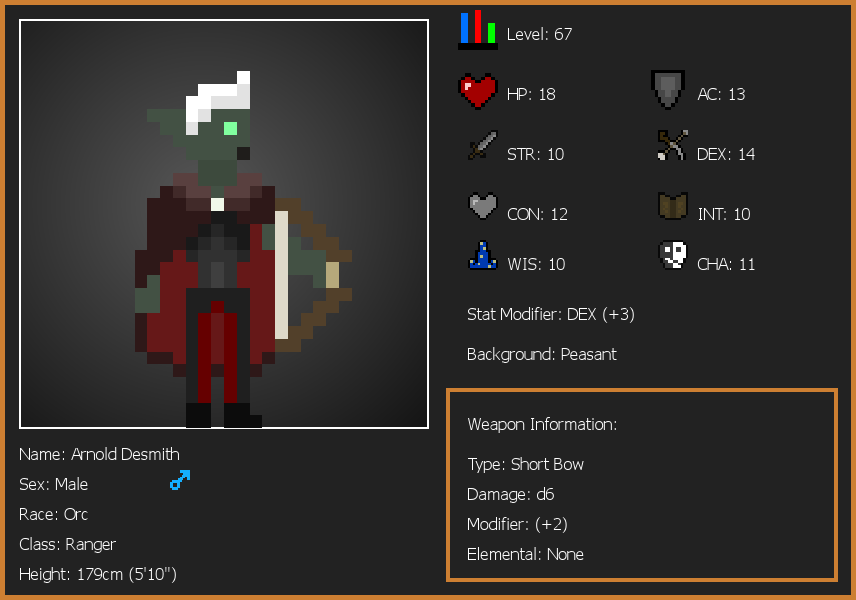 Level: 67
HP: 18
AC: 13
STR: 10
DEX: 14
CON: 12
INT: 10
WIS: 10
CHA: 11
Stat Modifier: DEX (+3)
Background: Peasant
Weapon Information:
Type: Short Bow
Damage: d6
Modifier: (+2)
Elemental: None
Name: Arnold Desmith
Sex: Male
Race: Orc
Class: Ranger
Height: 179cm (5'10")